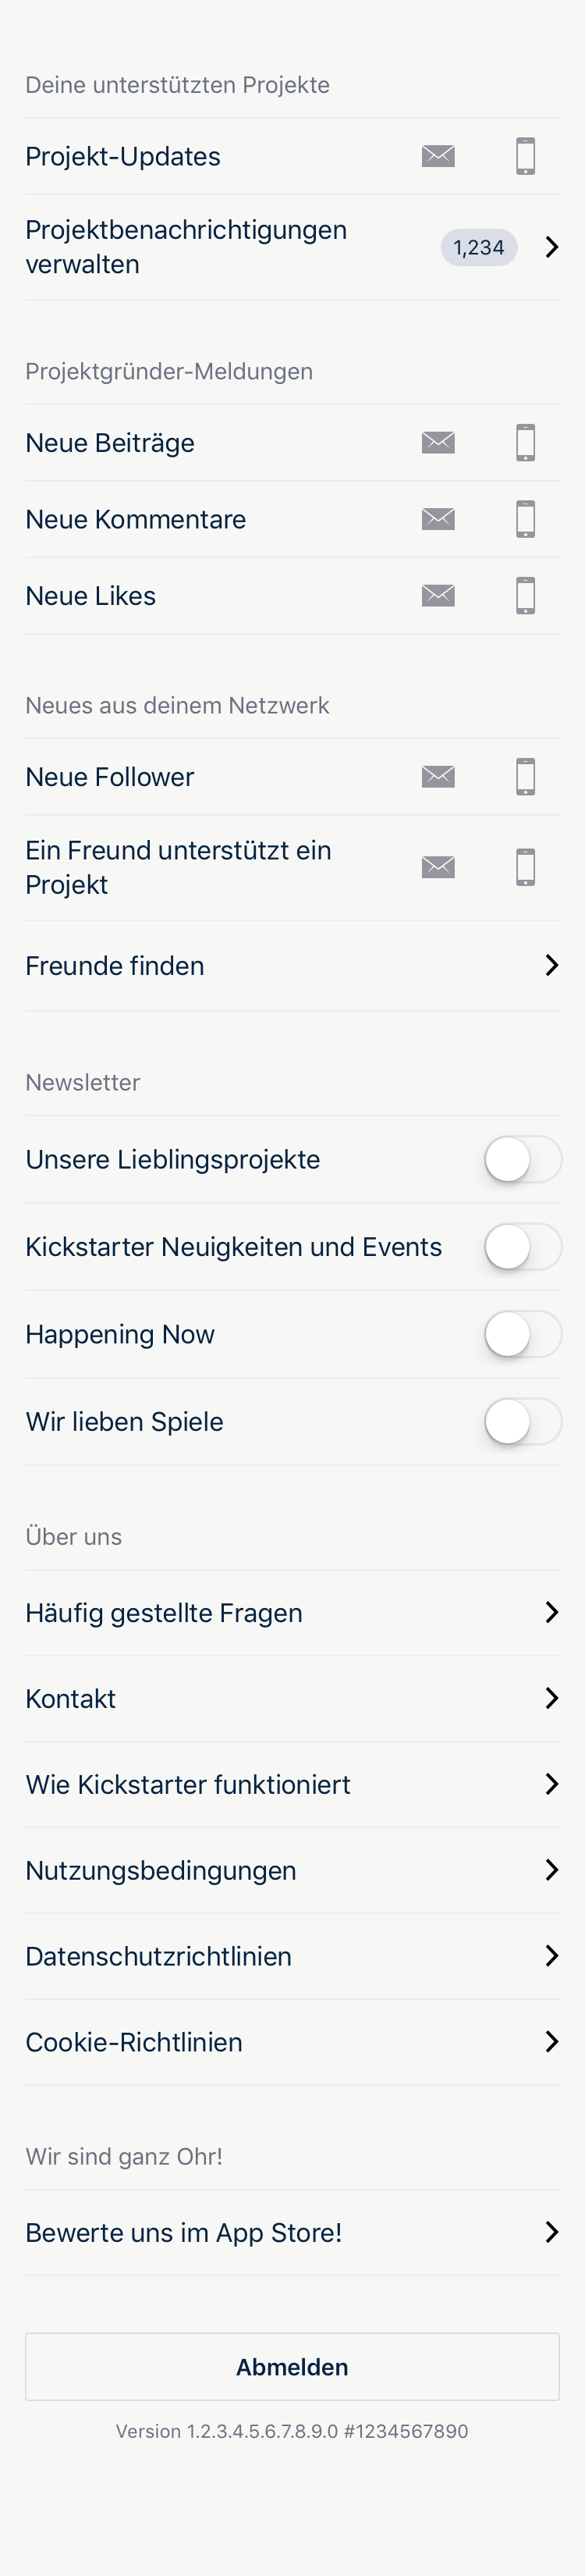 Deine unterstützten Projekte
Projekt-Updates
Projektbenachrichtigungen
verwalten
1,234
Projektgründer-Meldungen
Neue Beiträge
Neue Kommentare
Neue Likes
Neues aus deinem Netzwerk
Neue Follower
Ein Freund unterstützt ein
Projekt
Freunde finden
Newsletter
Unsere Lieblingsprojekte
Kickstarter Neuigkeiten und Events
Happening Now
Wir lieben Spiele
Über uns
Häufig gestellte Fragen
Kontakt
Wie Kickstarter funktioniert
Nutzungsbedingungen
Datenschutzrichtlinien
Cookie-Richtlinien
Wir sind ganz Ohr!
Bewerte uns im App Store!
Abmelden
Version 1.2.3.4.5.6.7.8.9.0 #1234567890